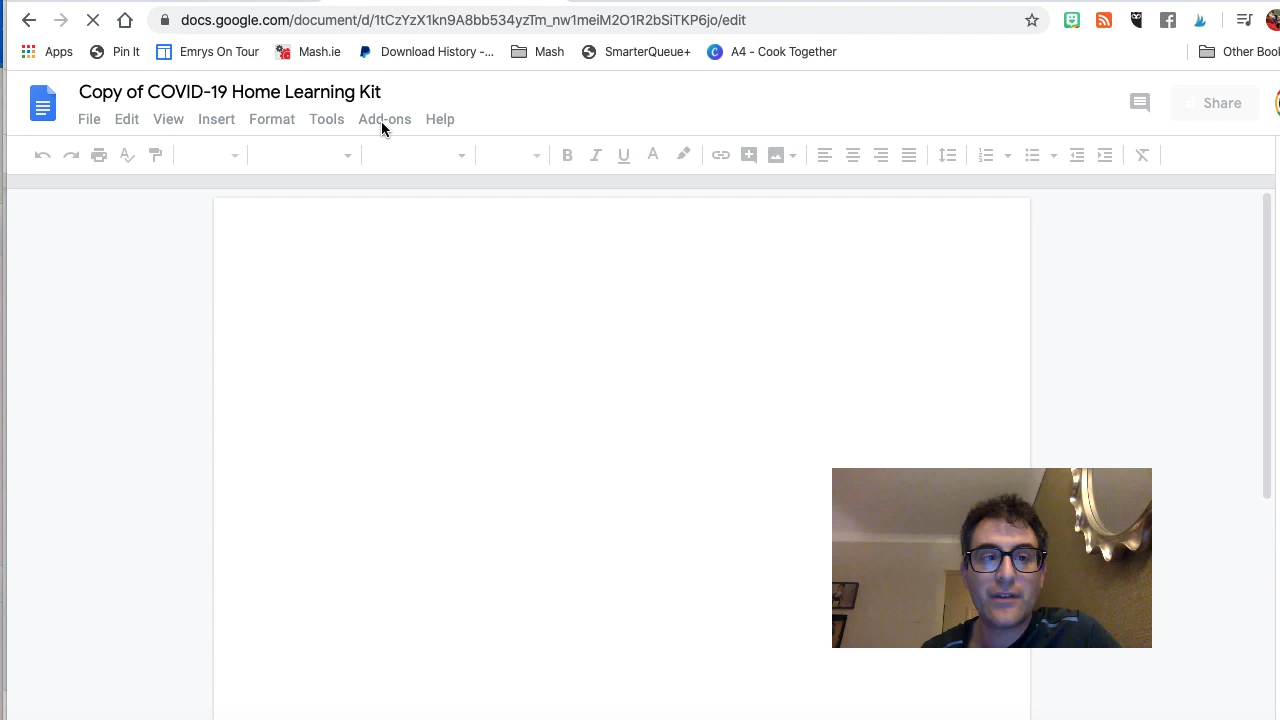 docs.google.com/document/d/1tCzYzX1kn9A8bb534yzTm_nw1RneiM2O1R2bSiTKP6jo/edit
Apps Pin It Emrys On Tour Mash.ie Download History -... Mash SmarterQueue+ A4 - Cook Together Other Boo
Copy of COVID-19 Home Learning Kit
Share
File Edit View Insert Format Tools Add-ons Help